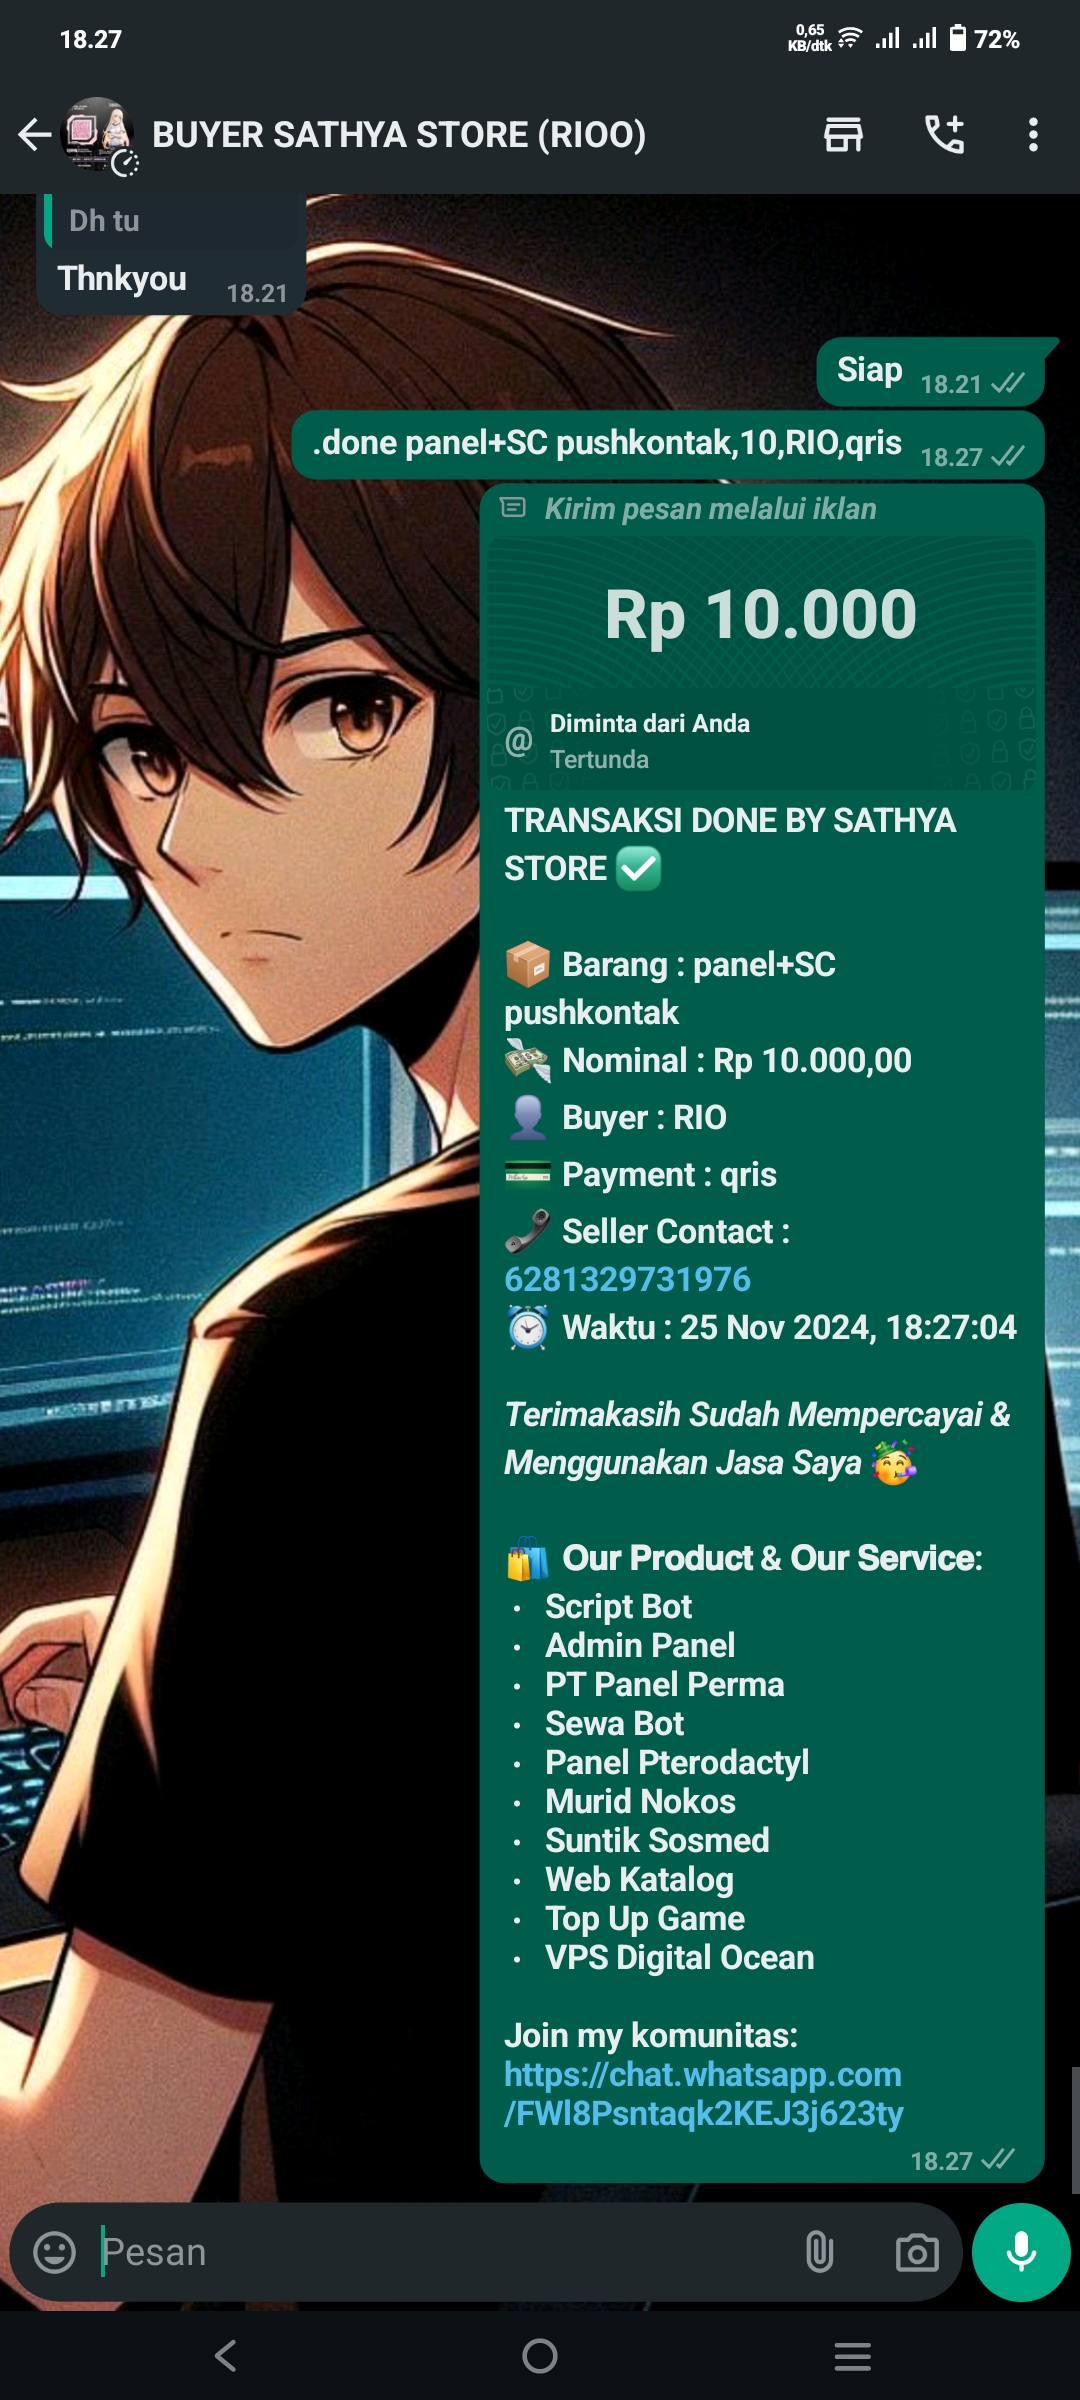 18.27
0,65
KB/dtk
72%
BUYER SATHYA STORE (RIOO)
Dh tu
Thnkyou 18.21
Siap 18.21
.done panel+SC pushkontak,10,RIO,qris 18.27
Kirim pesan melalui iklan
Rp 10.000
@
Diminta dari Anda
Tertunda
TRANSAKSI DONE BY SATHYA
STORE ✅
📦 Barang : panel+SC
pushkontak
💸 Nominal : Rp 10.000,00
👤 Buyer : RIO
💳 Payment : qris
📞 Seller Contact :
6281329731976
⏰ Waktu : 25 Nov 2024, 18:27:04
Terimakasih Sudah Mempercayai &
Menggunakan Jasa Saya 🥳
🛍️ Our Product & Our Service:
• Script Bot
• Admin Panel
• PT Panel Perma
• Sewa Bot
• Panel Pterodactyl
• Murid Nokos
• Suntik Sosmed
• Web Katalog
• Top Up Game
• VPS Digital Ocean
Join my komunitas:
https://chat.whatsapp.com
/FWl8Psntaqk2KEJ3j623ty
18.27
Pesan